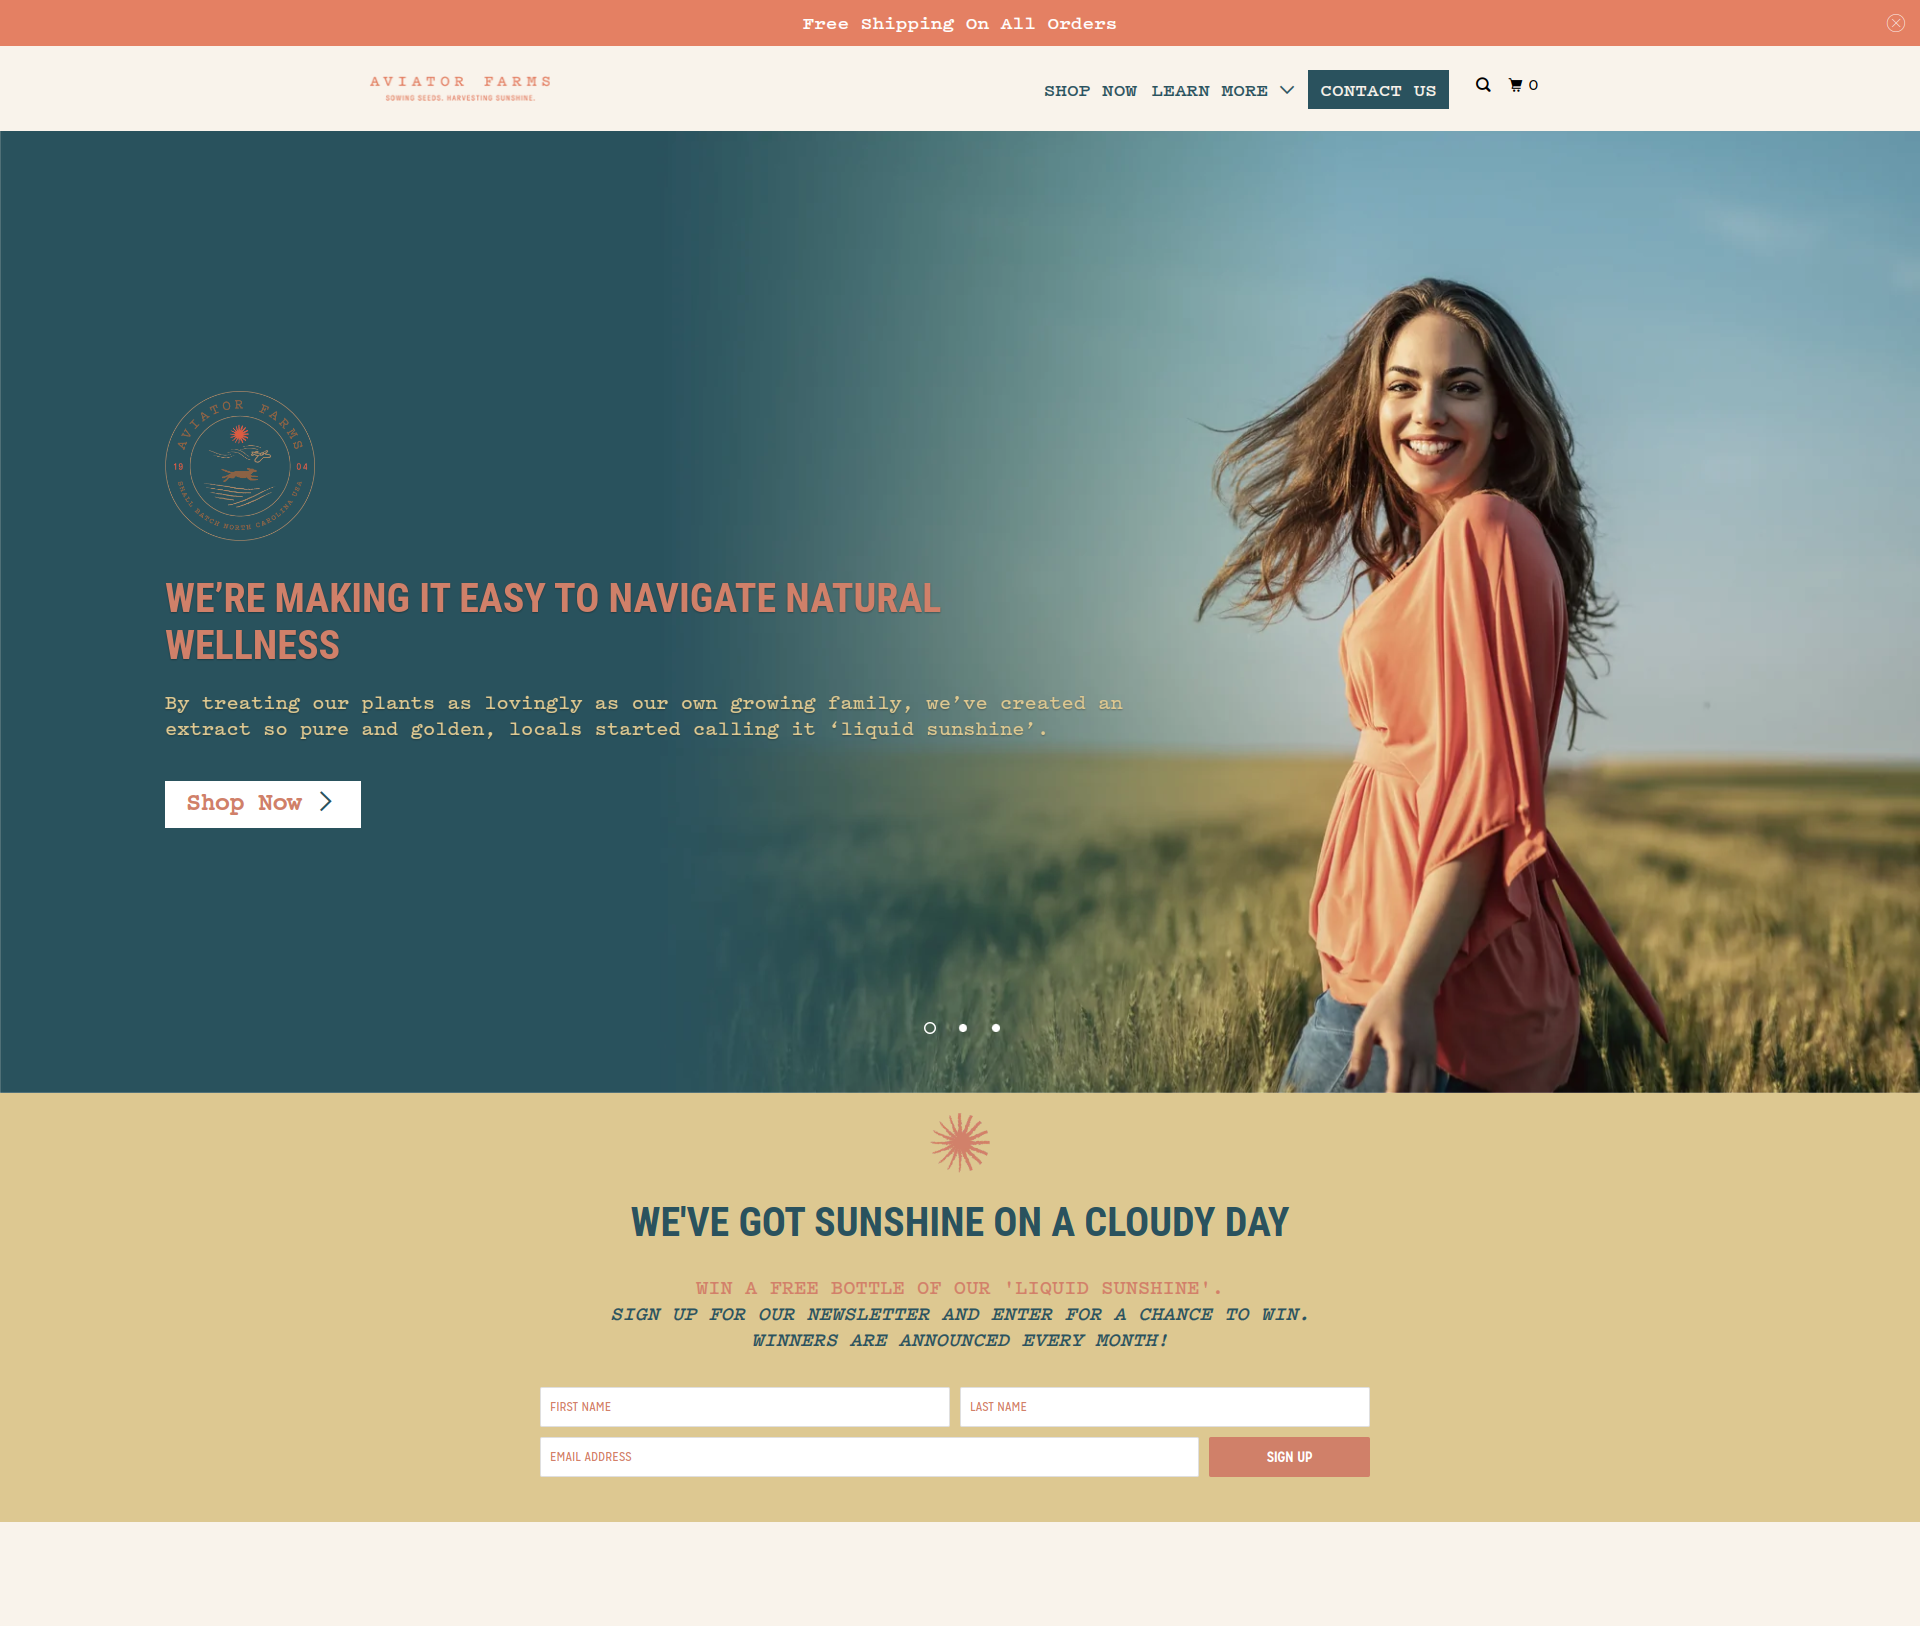 Free Shipping On All Orders
AVIATOR FARMS
SOWING SEEDS. HARVESTING SUNSHINE.
SHOP NOW LEARN MORE CONTACT US 0
AVIATOR FARMS
19 04
SMALL BATCH NORTH CAROLINA USA
WE’RE MAKING IT EASY TO NAVIGATE NATURAL
WELLNESS
By treating our plants as lovingly as our own growing family, we’ve created an
extract so pure and golden, locals started calling it ‘liquid sunshine’.
Shop Now
WE'VE GOT SUNSHINE ON A CLOUDY DAY
WIN A FREE BOTTLE OF OUR 'LIQUID SUNSHINE'.
SIGN UP FOR OUR NEWSLETTER AND ENTER FOR A CHANCE TO WIN.
WINNERS ARE ANNOUNCED EVERY MONTH!
FIRST NAME LAST NAME
EMAIL ADDRESS SIGN UP